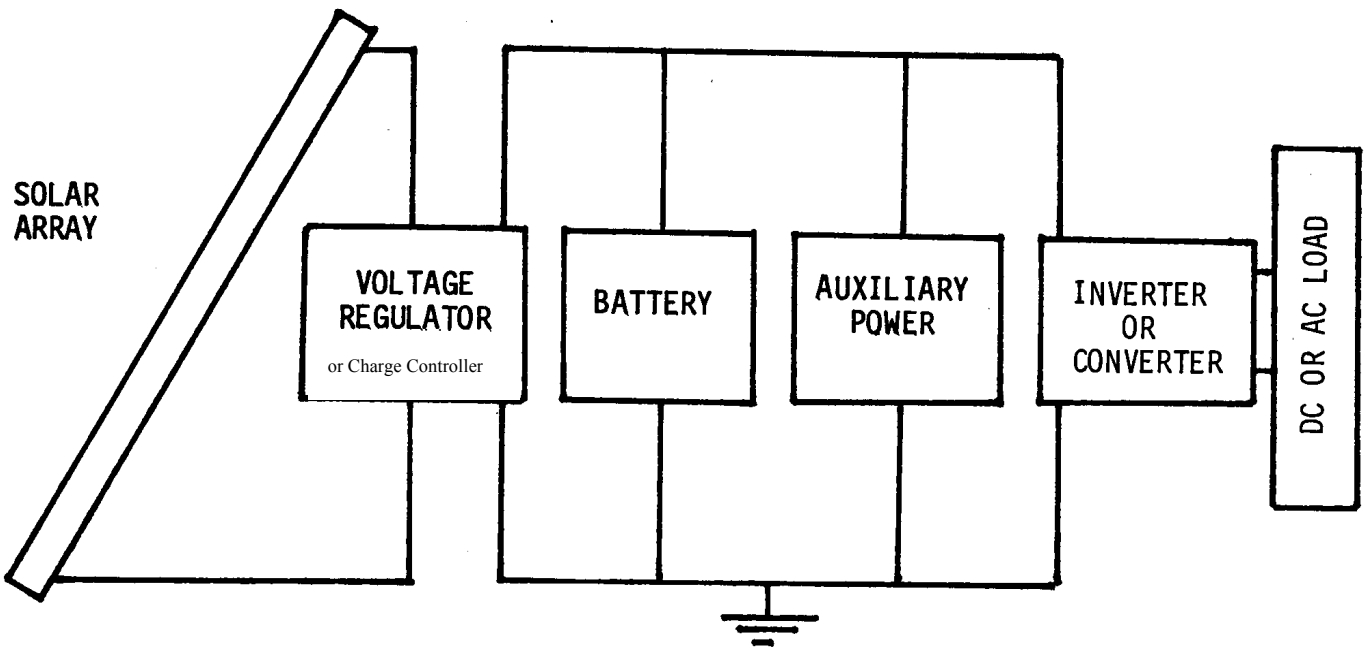 SOLAR
ARRAY
VOLTAGE
REGULATOR
or Charge Controller
BATTERY
AUXILIARY
POWER
INVERTER
OR
CONVERTER
DC OR AC LOAD